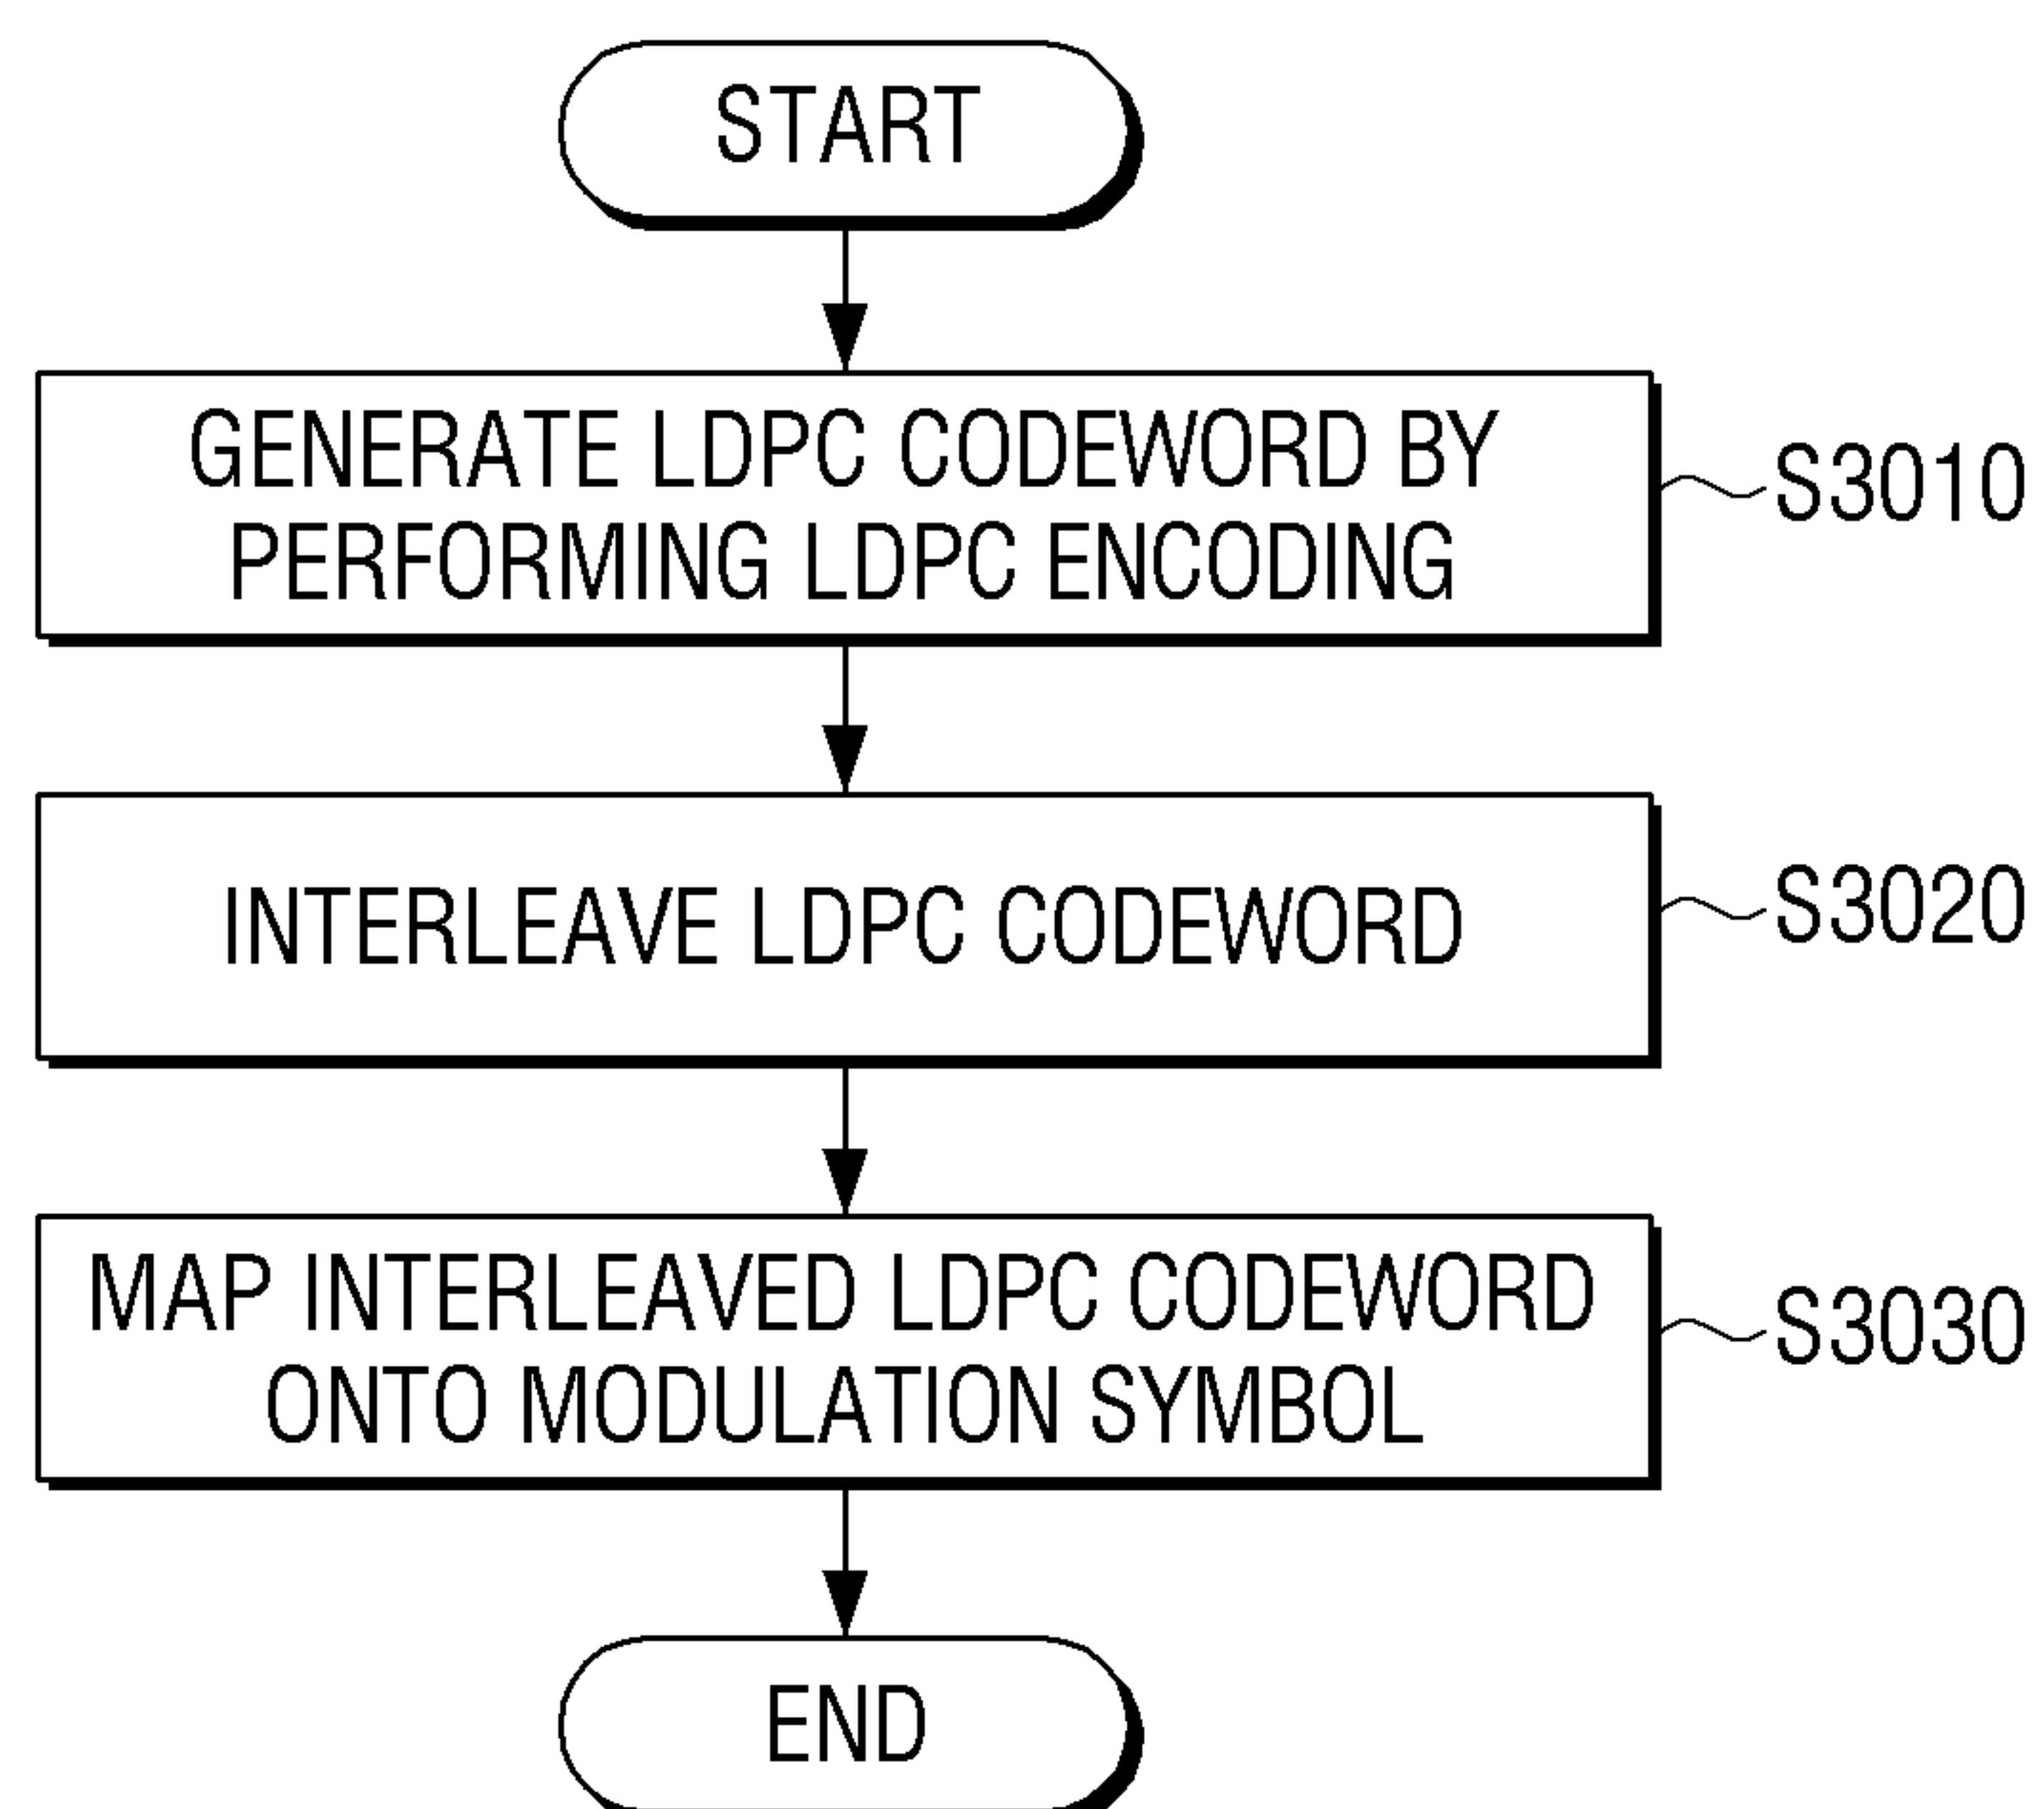 START
GENERATE LDPC CODEWORD BY
PERFORMING LDPC ENCODING
S3010
INTERLEAVE LDPC CODEWORD
S3020
MAP INTERLEAVED LDPC CODEWORD
ONTO MODULATION SYMBOL
S3030
END